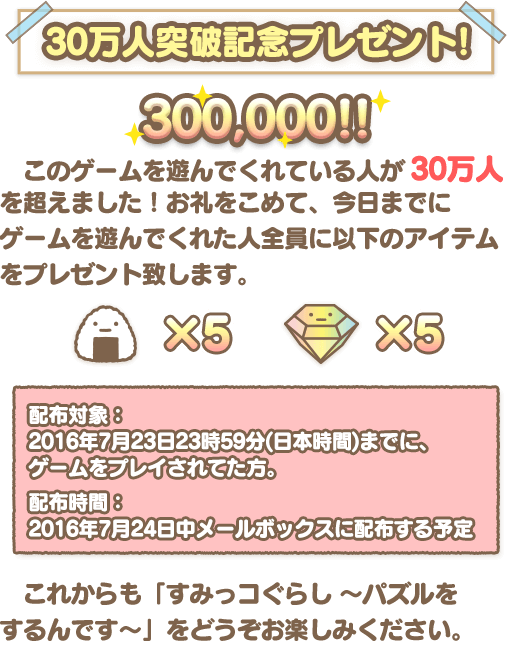 30万人突破記念プレゼント!
300,000!!
このゲームを遊んでくれている人が 30万人
を超えました！お礼をこめて、今日までに
ゲームを遊んでくれた人全員に以下のアイテム
をプレゼント致します。
×5 ×5
配布対象：
2016年7月23日23時59分(日本時間)までに、
ゲームをプレイされてた方。
配布時間：
2016年7月24日中メールボックスに配布する予定
これからも「すみっコぐらし ～パズルを
するんです～」をどうぞお楽しみください。